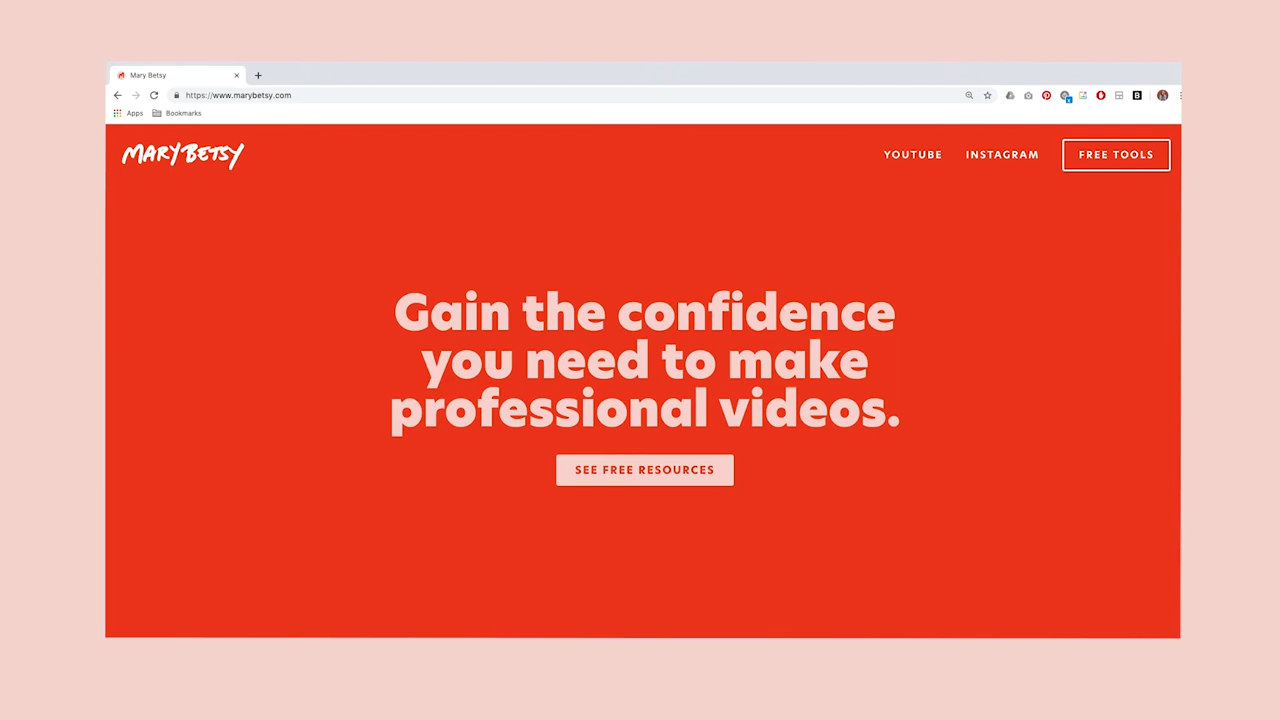 Mary Betsy
https://www.marybetsy.com
Apps
Bookmarks
MARY BETSY
YOUTUBE
INSTAGRAM
FREE TOOLS
Gain the confidence
you need to make
professional videos.
SEE FREE RESOURCES